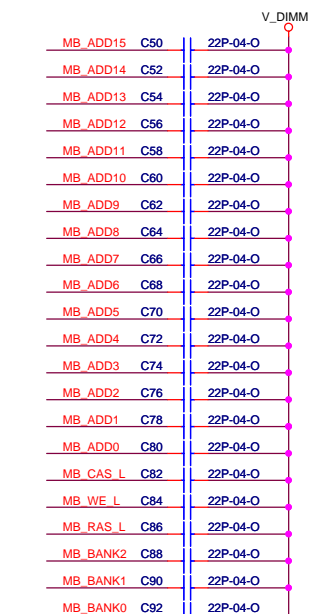 V_DIMM
MB_ADD15 C50 22P-04-O
MB_ADD14 C52 22P-04-O
MB_ADD13 C54 22P-04-O
MB_ADD12 C56 22P-04-O
MB_ADD11 C58 22P-04-O
MB_ADD10 C60 22P-04-O
MB_ADD9 C62 22P-04-O
MB_ADD8 C64 22P-04-O
MB_ADD7 C66 22P-04-O
MB_ADD6 C68 22P-04-O
MB_ADD5 C70 22P-04-O
MB_ADD4 C72 22P-04-O
MB_ADD3 C74 22P-04-O
MB_ADD2 C76 22P-04-O
MB_ADD1 C78 22P-04-O
MB_ADD0 C80 22P-04-O
MB_CAS_L C82 22P-04-O
MB_WE_L C84 22P-04-O
MB_RAS_L C86 22P-04-O
MB_BANK2 C88 22P-04-O
MB_BANK1 C90 22P-04-O
MB_BANK0 C92 22P-04-O